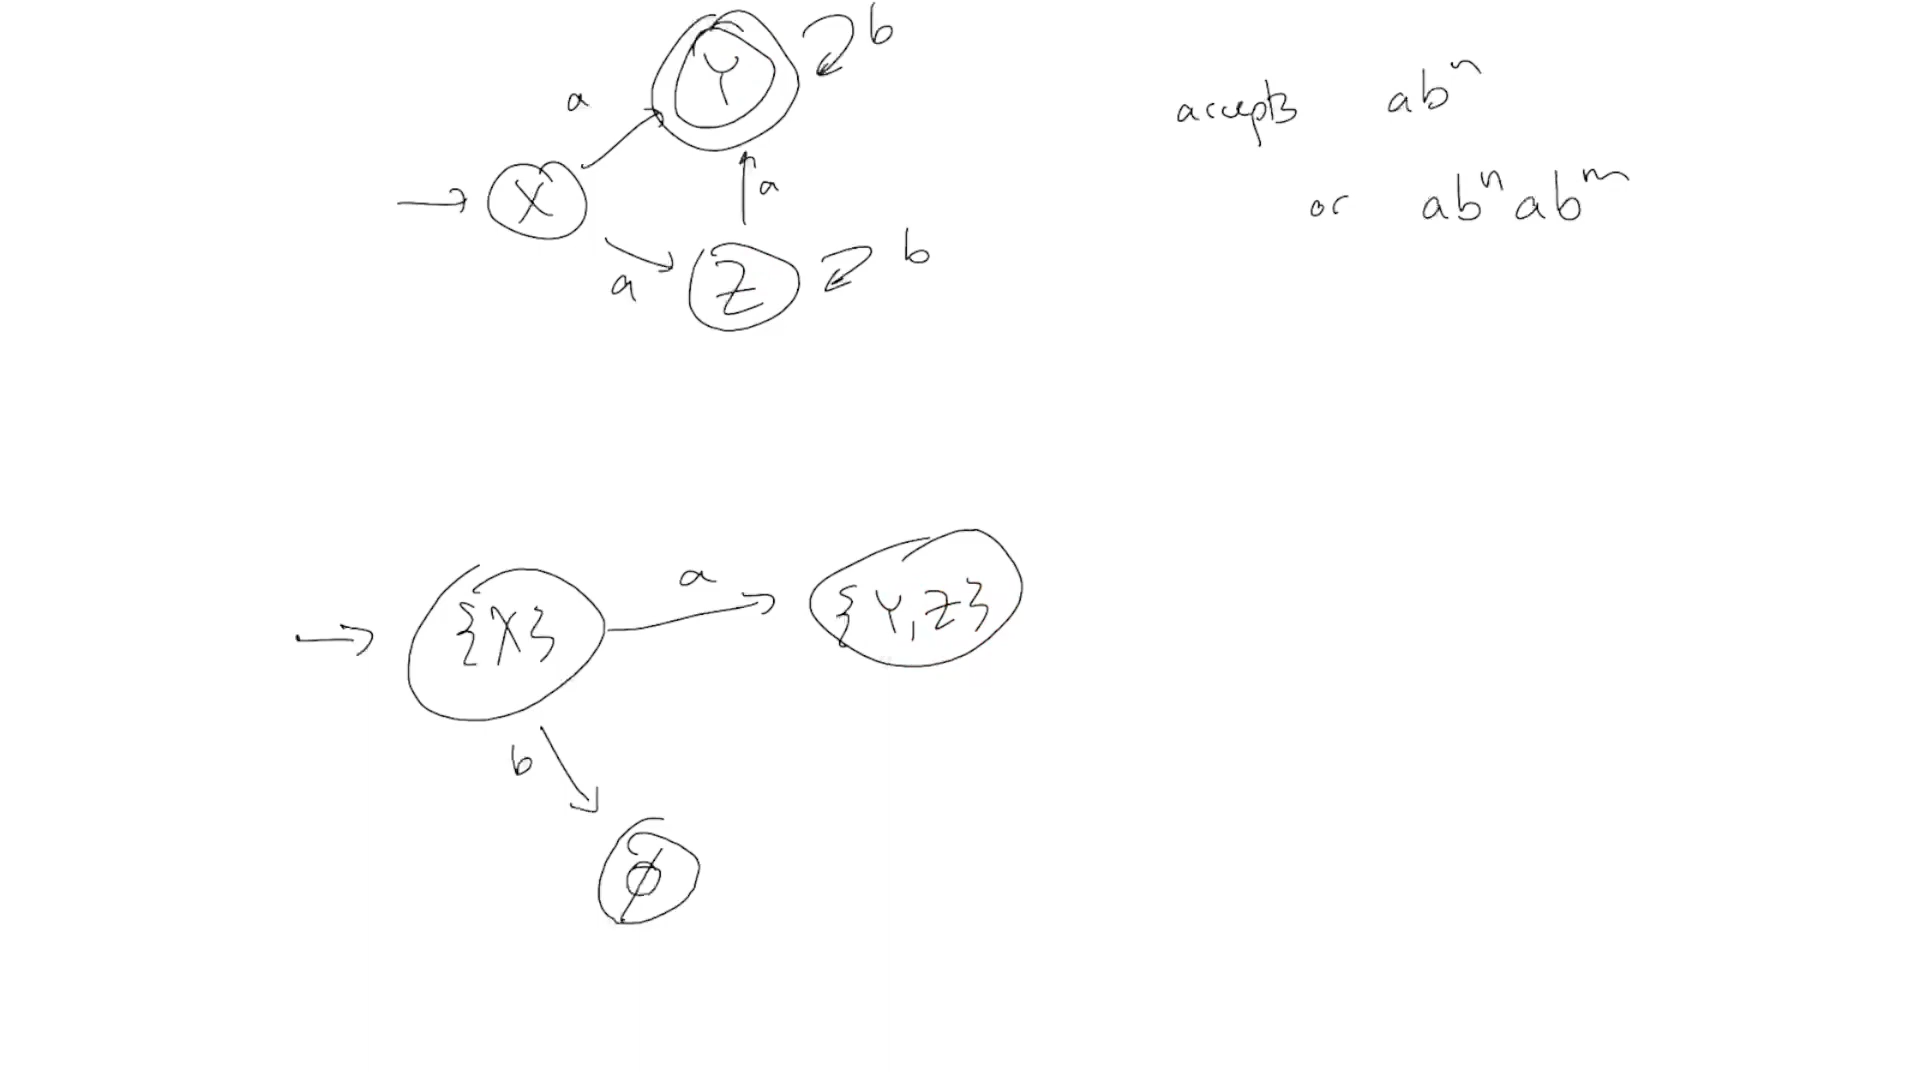 Y b
a
accepts ab^n
X
a
or ab^n ab^m
a
Z b
{X}
a
{Y,Z}
b
∅